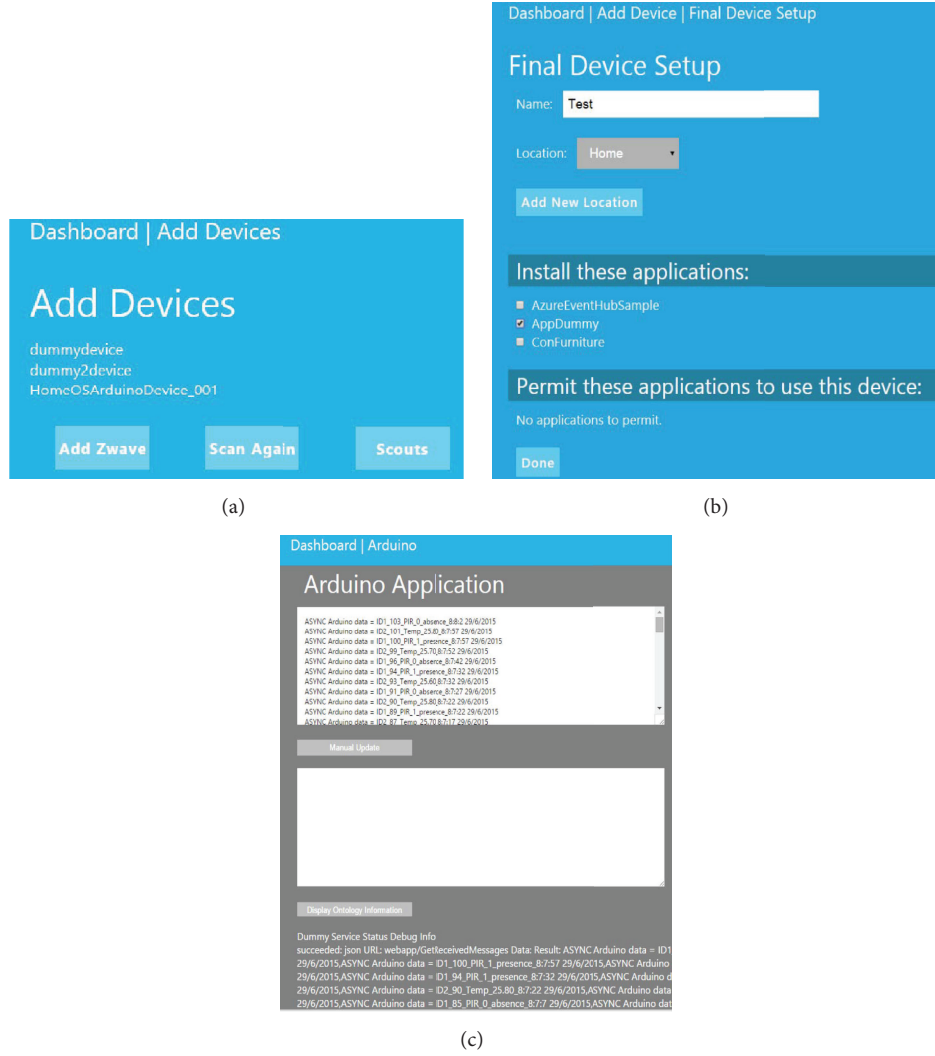 Dashboard | Add Devices
Add Devices
dummydevice
dummy2device
HomeOSArduinoDevice_001
Add Zwave
Scan Again
Scouts
(a)
Dashboard | Add Device | Final Device Setup
Final Device Setup
Name: Test
Location: Home
Add New Location
Install these applications:
AzureEventHubSample
AppDummy
ConFurniture
Permit these applications to use this device:
No applications to permit.
Done
(b)
Dashboard | Arduino
Arduino Application
ASYNC Arduino data = ID1_103_PIR_0_absence_8:8:2 29/6/2015
ASYNC Arduino data = ID2_101_Temp_25.80_8:7:57 29/6/2015
ASYNC Arduino data = ID1_100_PIR_1_presence_8:7:57 29/6/2015
ASYNC Arduino data = ID2_99_Temp_25.70_8:7:52 29/6/2015
ASYNC Arduino data = ID1_96_PIR_0_absence_8:7:42 29/6/2015
ASYNC Arduino data = ID1_94_PIR_1_presence_8:7:32 29/6/2015
ASYNC Arduino data = ID2_93_Temp_25.60_8:7:32 29/6/2015
ASYNC Arduino data = ID1_91_PIR_0_absence_8:7:27 29/6/2015
ASYNC Arduino data = ID2_90_Temp_25.80_8:7:22 29/6/2015
ASYNC Arduino data = ID1_89_PIR_1_presence_8:7:22 29/6/2015
ASYNC Arduino data = ID2_87_Temp_25.70_8:7:17 29/6/2015
Manual Update
Display Ontology Information
Dummy Service Status Debug Info
succeeded: json URL: webapp/GetReceivedMessages Data: Result: ASYNC Arduino data = ID1
29/6/2015,ASYNC Arduino data = ID1_100_PIR_1_presence_8:7:57 29/6/2015,ASYNC Arduino
29/6/2015,ASYNC Arduino data = ID1_94_PIR_1_presence_8:7:32 29/6/2015,ASYNC Arduino d
29/6/2015,ASYNC Arduino data = ID2_90_Temp_25.80_8:7:22 29/6/2015,ASYNC Arduino data
29/6/2015,ASYNC Arduino data = ID1_85_PIR_0_absence_8:7:7 29/6/2015,ASYNC Arduino dat
(c)